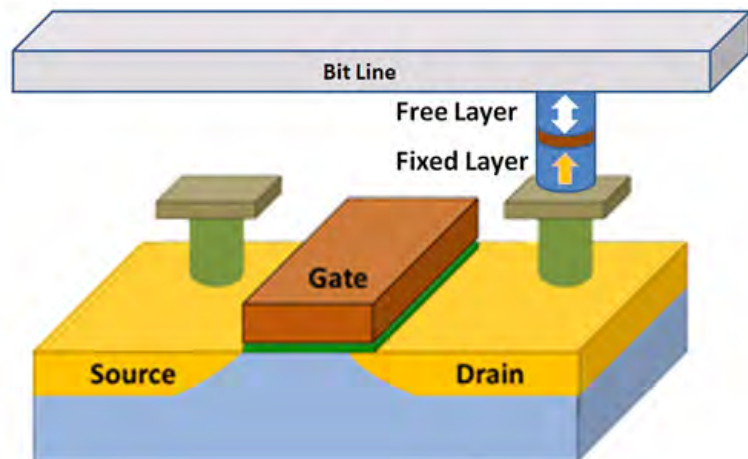 Bit Line
Free Layer
Fixed Layer
Gate
Source
Drain